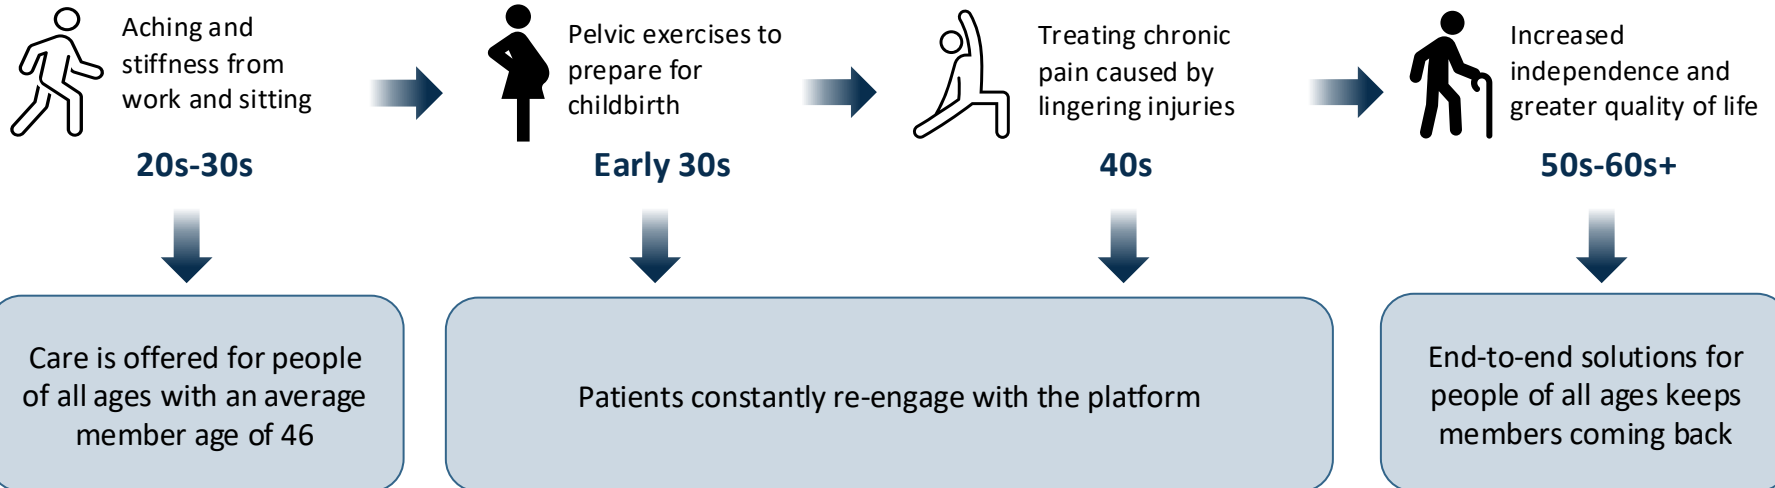 Aching and
stiffness from
work and sitting
20s-30s
Pelvic exercises to
prepare for
childbirth
Early 30s
Treating chronic
pain caused by
lingering injuries
40s
Increased
independence and
greater quality of life
50s-60s+
Care is offered for people
of all ages with an average
member age of 46
Patients constantly re-engage with the platform
End-to-end solutions for
people of all ages keeps
members coming back